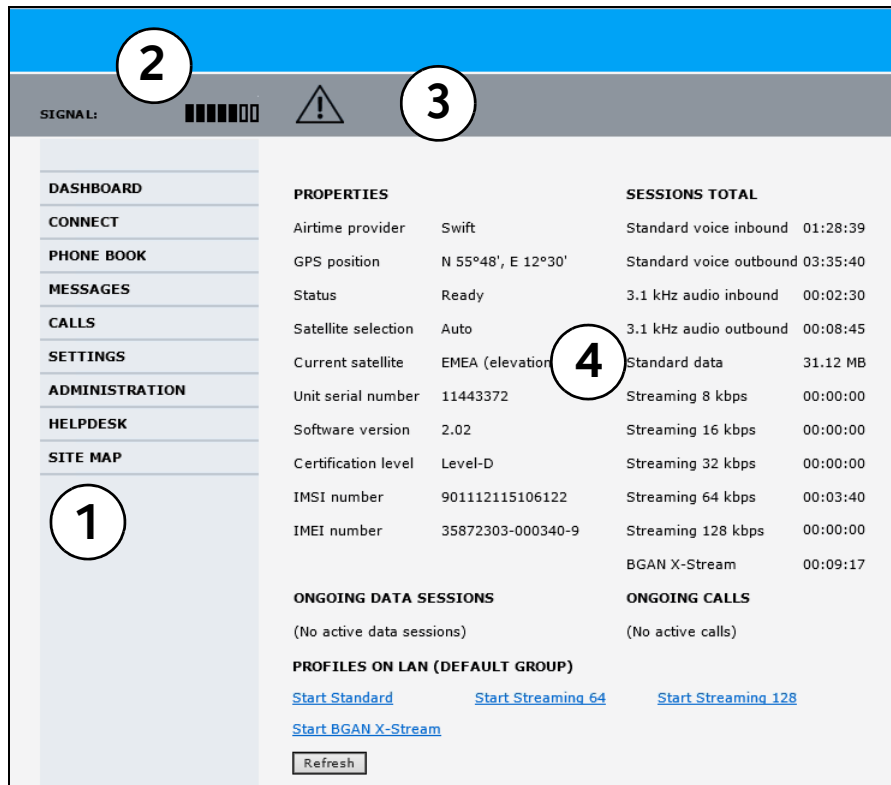 2
3
SIGNAL:
DASHBOARD
CONNECT
PHONE BOOK
MESSAGES
CALLS
SETTINGS
ADMINISTRATION
HELPDESK
SITE MAP
1
PROPERTIES
Airtime provider Swift
GPS position N 55°48', E 12°30'
Status Ready
Satellite selection Auto
Current satellite EMEA (elevation
Unit serial number 11443372
Software version 2.02
Certification level Level-D
IMSI number 901112115106122
IMEI number 35872303-000340-9
4
SESSIONS TOTAL
Standard voice inbound 01:28:39
Standard voice outbound 03:35:40
3.1 kHz audio inbound 00:02:30
3.1 kHz audio outbound 00:08:45
Standard data 31.12 MB
Streaming 8 kbps 00:00:00
Streaming 16 kbps 00:00:00
Streaming 32 kbps 00:00:00
Streaming 64 kbps 00:03:40
Streaming 128 kbps 00:00:00
BGAN X-Stream 00:09:17
ONGOING DATA SESSIONS
(No active data sessions)
ONGOING CALLS
(No active calls)
PROFILES ON LAN (DEFAULT GROUP)
Start Standard Start Streaming 64 Start Streaming 128
Start BGAN X-Stream
Refresh